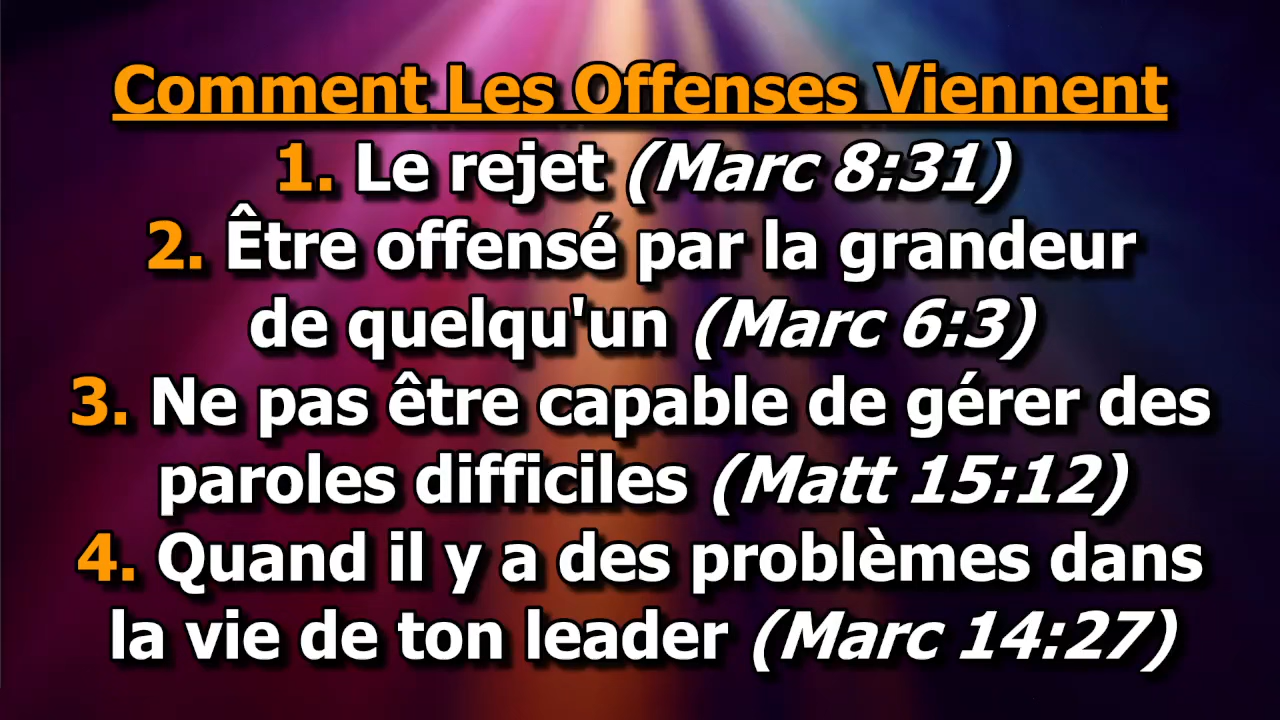 Comment Les Offenses Viennent
1. Le rejet (Marc 8:31)
2. Être offensé par la grandeur
de quelqu'un (Marc 6:3)
3. Ne pas être capable de gérer des
paroles difficiles (Matt 15:12)
4. Quand il y a des problèmes dans
la vie de ton leader (Marc 14:27)